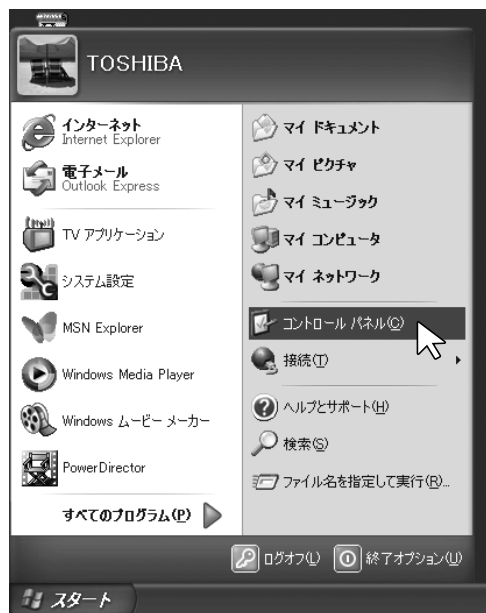 TOSHIBA
インターネット
Internet Explorer
電子メール
Outlook Express
TV アプリケーション
システム設定
MSN Explorer
Windows Media Player
Windows ムービー メーカー
PowerDirector
すべてのプログラム(P)
マイ ドキュメント
マイ ピクチャ
マイ ミュージック
マイ コンピュータ
マイ ネットワーク
コントロール パネル(C)
接続(T)
ヘルプとサポート(H)
検索(S)
ファイル名を指定して実行(R)...
ログオフ(L)
終了オプション(U)
スタート